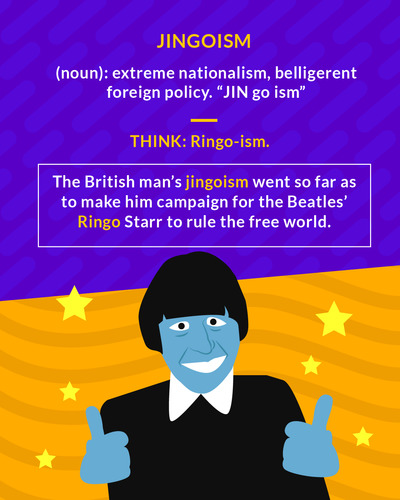 JINGOISM
(noun): extreme nationalism, belligerent
foreign policy. “JIN go ism”
THINK: Ringo-ism.
The British man’s jingoism went so far as
to make him campaign for the Beatles’
Ringo Starr to rule the free world.